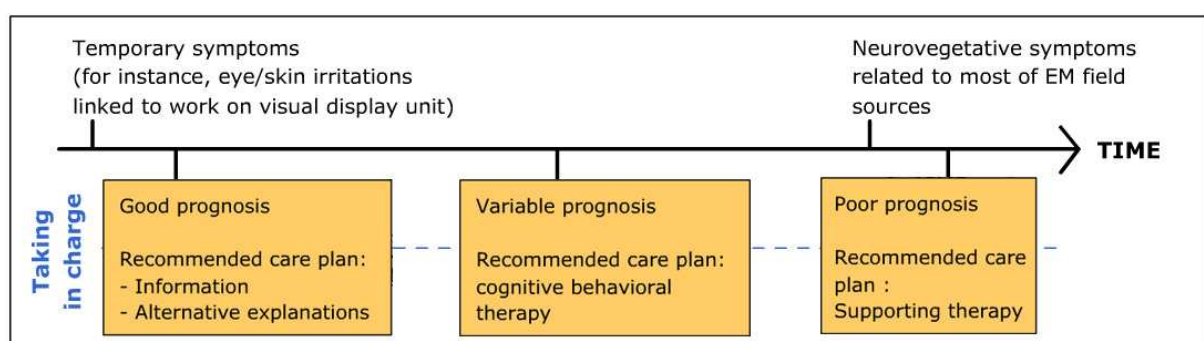 Temporary symptoms
(for instance, eye/skin irritations
linked to work on visual display unit)
Neurovegetative symptoms
related to most of EM field
sources
TIME
Taking
in charge
Good prognosis
Recommended care plan:
- Information
- Alternative explanations
Variable prognosis
Recommended care plan:
cognitive behavioral
therapy
Poor prognosis
Recommended care
plan :
Supporting therapy